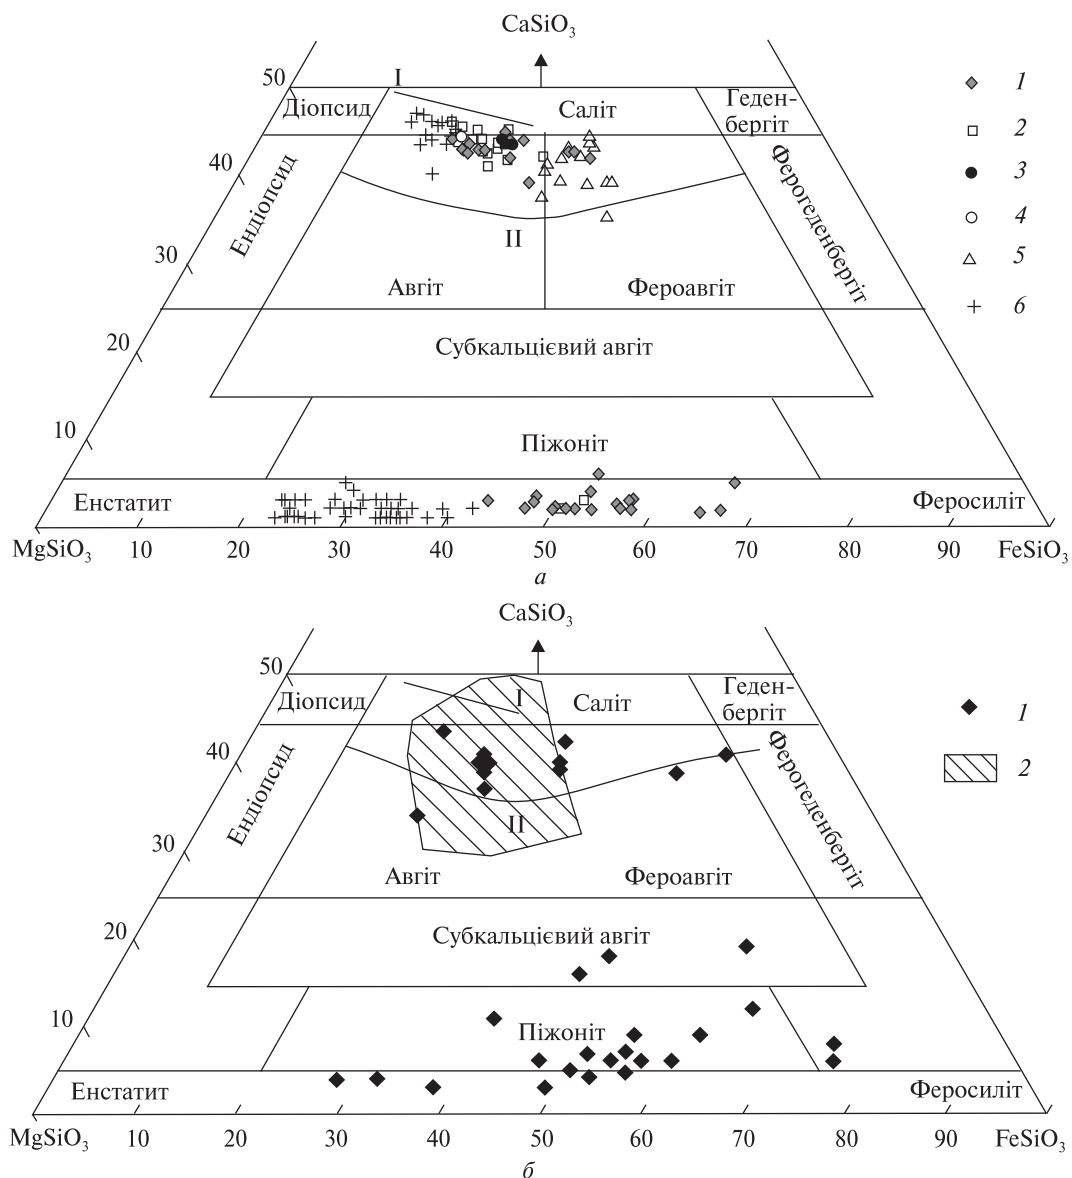 CaSiO₃
50
I
Діопсид
Саліт
Геден-
бергіт
1
2
3
4
5
6
40
Ендіопсид
Ферогеденбергіт
30
II
Авгіт
Фероавгіт
20
Субкальцієвий авгіт
10
Піжоніт
Енстатит
Феросиліт
MgSiO₃ 10 20 30 40 50 60 70 80 90 FeSiO₃
а
CaSiO₃
50
I
Діопсид
Саліт
Геден-
бергіт
1
2
40
Ендіопсид
Ферогеденбергіт
30
II
Авгіт
Фероавгіт
20
Субкальцієвий авгіт
10
Піжоніт
Енстатит
Феросиліт
MgSiO₃ 10 20 30 40 50 60 70 80 90 FeSiO₃
б